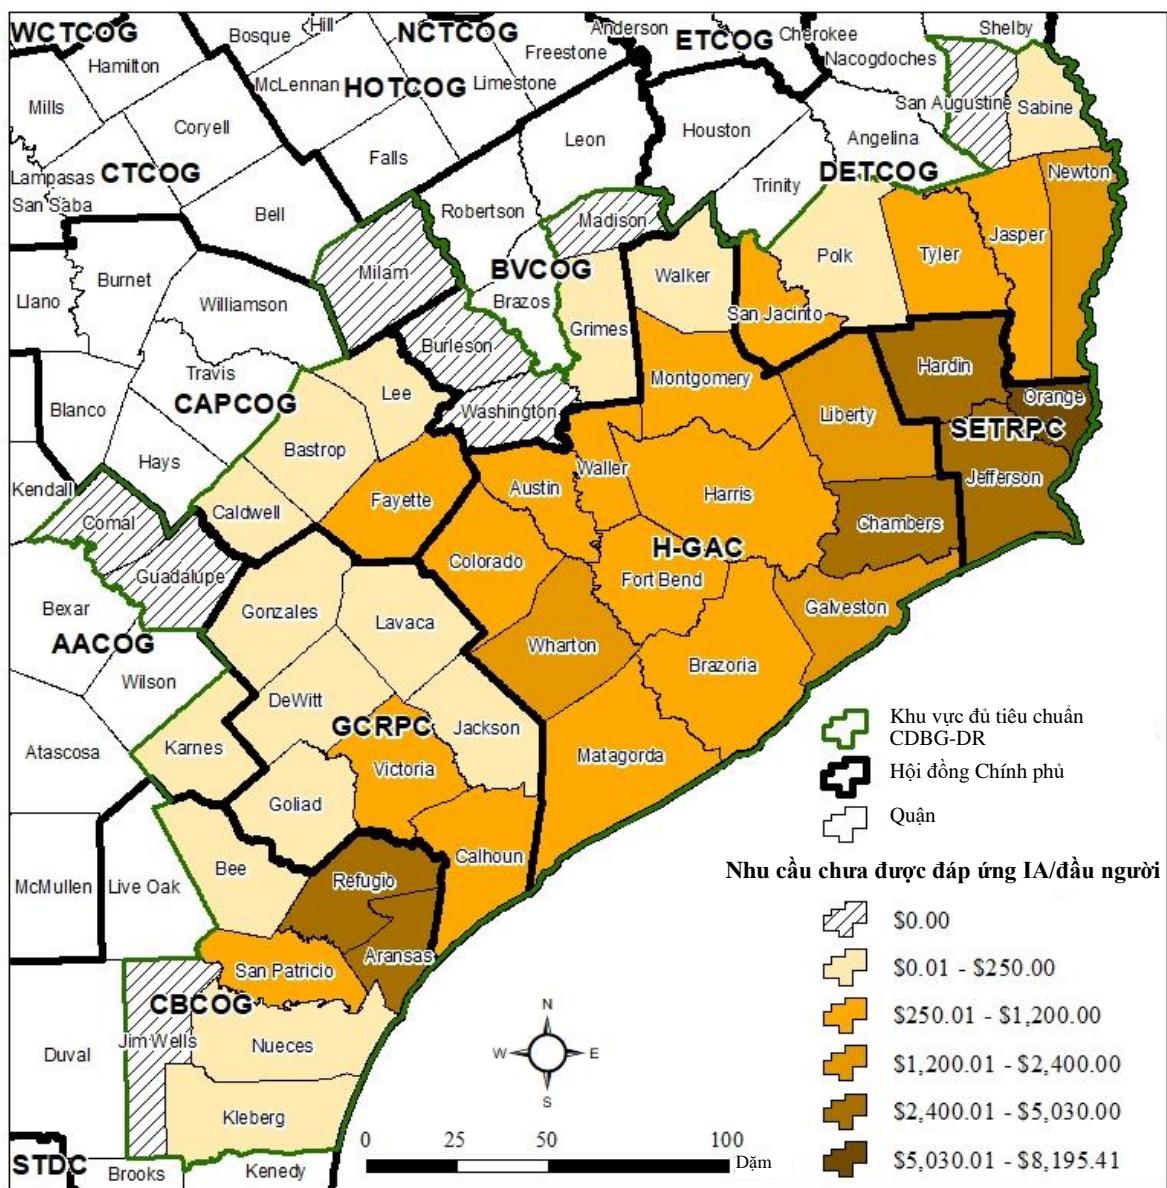 WCTCOG
Bosque
Hill
NCTCOG
Anderson
ETCOG
Cherokee
Shelby
Hamilton
McLennan
HOTCOG
Limestone
Freestone
Nacogdoches
Mills
Coryell
Leon
Houston
San Augustine
Sabine
Falls
Angelina
CTCOG
Lampasas
San Saba
Bell
Robertson
Madison
Trinity
DETCOG
Newton
Burnet
Milam
BVCOG
Brazos
Walker
Polk
Tyler
Jasper
Llano
Williamson
Grimes
San Jacinto
Burleson
Travis
Lee
Montgomery
Hardin
Blanco
CAPCOG
Washington
Liberty
Orange
Bastrop
SETRPC
Hays
Waller
Kendall
Fayette
Austin
Harris
Jefferson
Comal
Caldwell
Chambers
Colorado
H-GAC
Guadalupe
Fort Bend
Bexar
Gonzales
Lavaca
Galveston
AACOG
Wharton
Wilson
Brazoria
DeWitt
GCRPC
Jackson
Atascosa
Karnes
Victoria
Matagorda
Goliad
Calhoun
McMullen
Live Oak
Bee
Refugio
Aransas
San Patricio
CBCOG
Duval
Jim Wells
Nueces
Kleberg
STDC
Brooks
Kenedy
N
W
E
S
0
25
50
100
Dặm
Khu vực đủ tiêu chuẩn
CDBG-DR
Hội đồng Chính phủ
Quận
Nhu cầu chưa được đáp ứng IA/đầu người
$0.00
$0.01 - $250.00
$250.01 - $1,200.00
$1,200.01 - $2,400.00
$2,400.01 - $5,030.00
$5,030.01 - $8,195.41